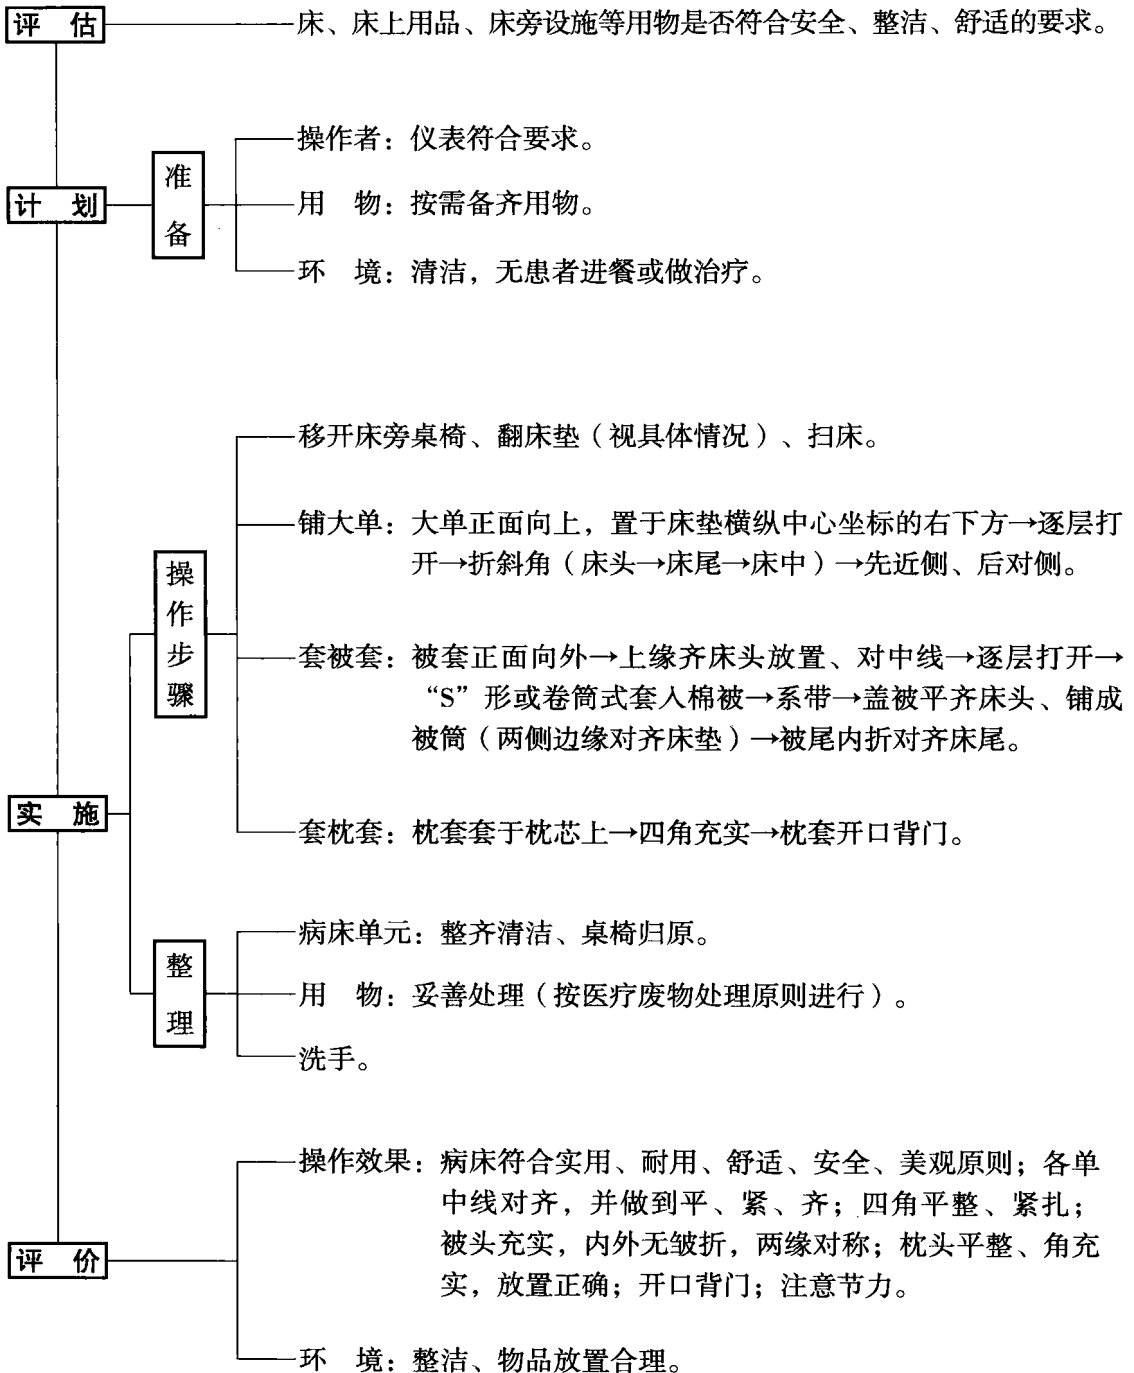 评　估
床、床上用品、床旁设施等用物是否符合安全、整洁、舒适的要求。
计　划
准备
操作者：仪表符合要求。
用　物：按需备齐用物。
环　境：清洁，无患者进餐或做治疗。
实　施
操作步骤
移开床旁桌椅、翻床垫（视具体情况）、扫床。
铺大单：大单正面向上，置于床垫横纵中心坐标的右下方→逐层打
开→折斜角（床头→床尾→床中）→先近侧、后对侧。
套被套：被套正面向外→上缘齐床头放置、对中线→逐层打开→
“S”形或卷筒式套入棉被→系带→盖被平齐床头、铺成
被筒（两侧边缘对齐床垫）→被尾内折对齐床尾。
套枕套：枕套套于枕芯上→四角充实→枕套开口背门。
整理
病床单元：整齐清洁、桌椅归原。
用　物：妥善处理（按医疗废物处理原则进行）。
洗手。
评　价
操作效果：病床符合实用、耐用、舒适、安全、美观原则；各单
中线对齐，并做到平、紧、齐；四角平整、紧扎；
被头充实，内外无皱折，两缘对称；枕头平整、角充
实，放置正确；开口背门；注意节力。
环　境：整洁、物品放置合理。